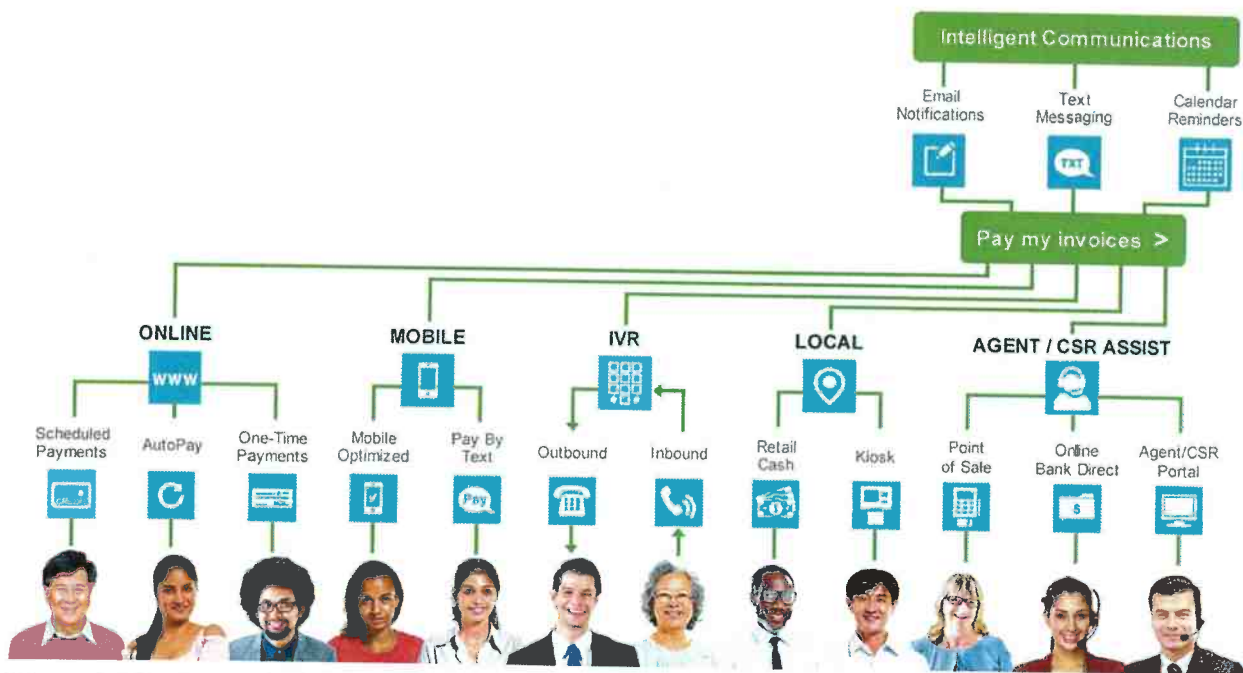 Intelligent Communications
Email
Notifications
Text
Messaging
Calendar
Reminders
TXT
Pay my invoices >
ONLINE
MOBILE
IVR
LOCAL
AGENT / CSR ASSIST
www
Scheduled
Payments
AutoPay
One-Time
Payments
Mobile
Optimized
Pay By
Text
Outbound
Inbound
Retail
Cash
Kiosk
Point
of Sale
Online
Bank Direct
Agent/CSR
Portal
Pay
$
$